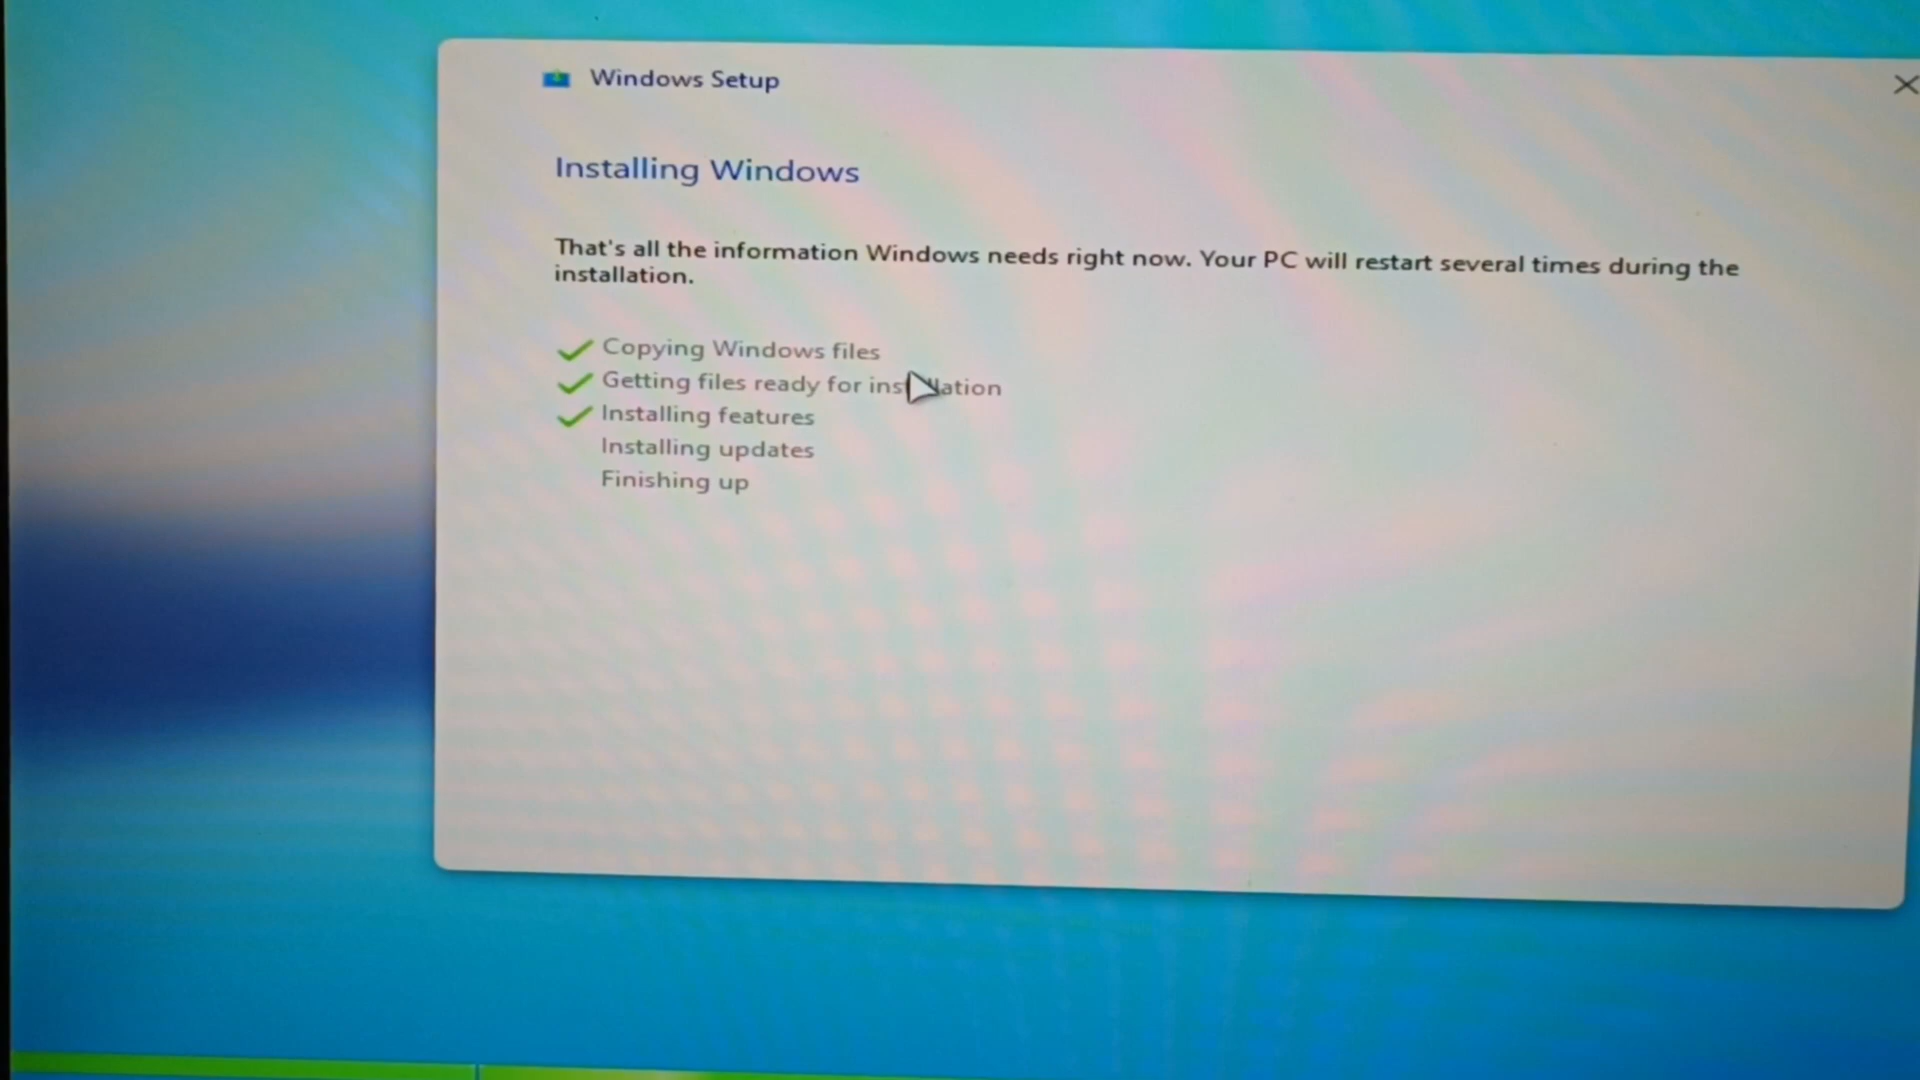 Windows Setup
Installing Windows
That's all the information Windows needs right now. Your PC will restart several times during the
installation.
Copying Windows files
Getting files ready for installation
Installing features
Installing updates
Finishing up